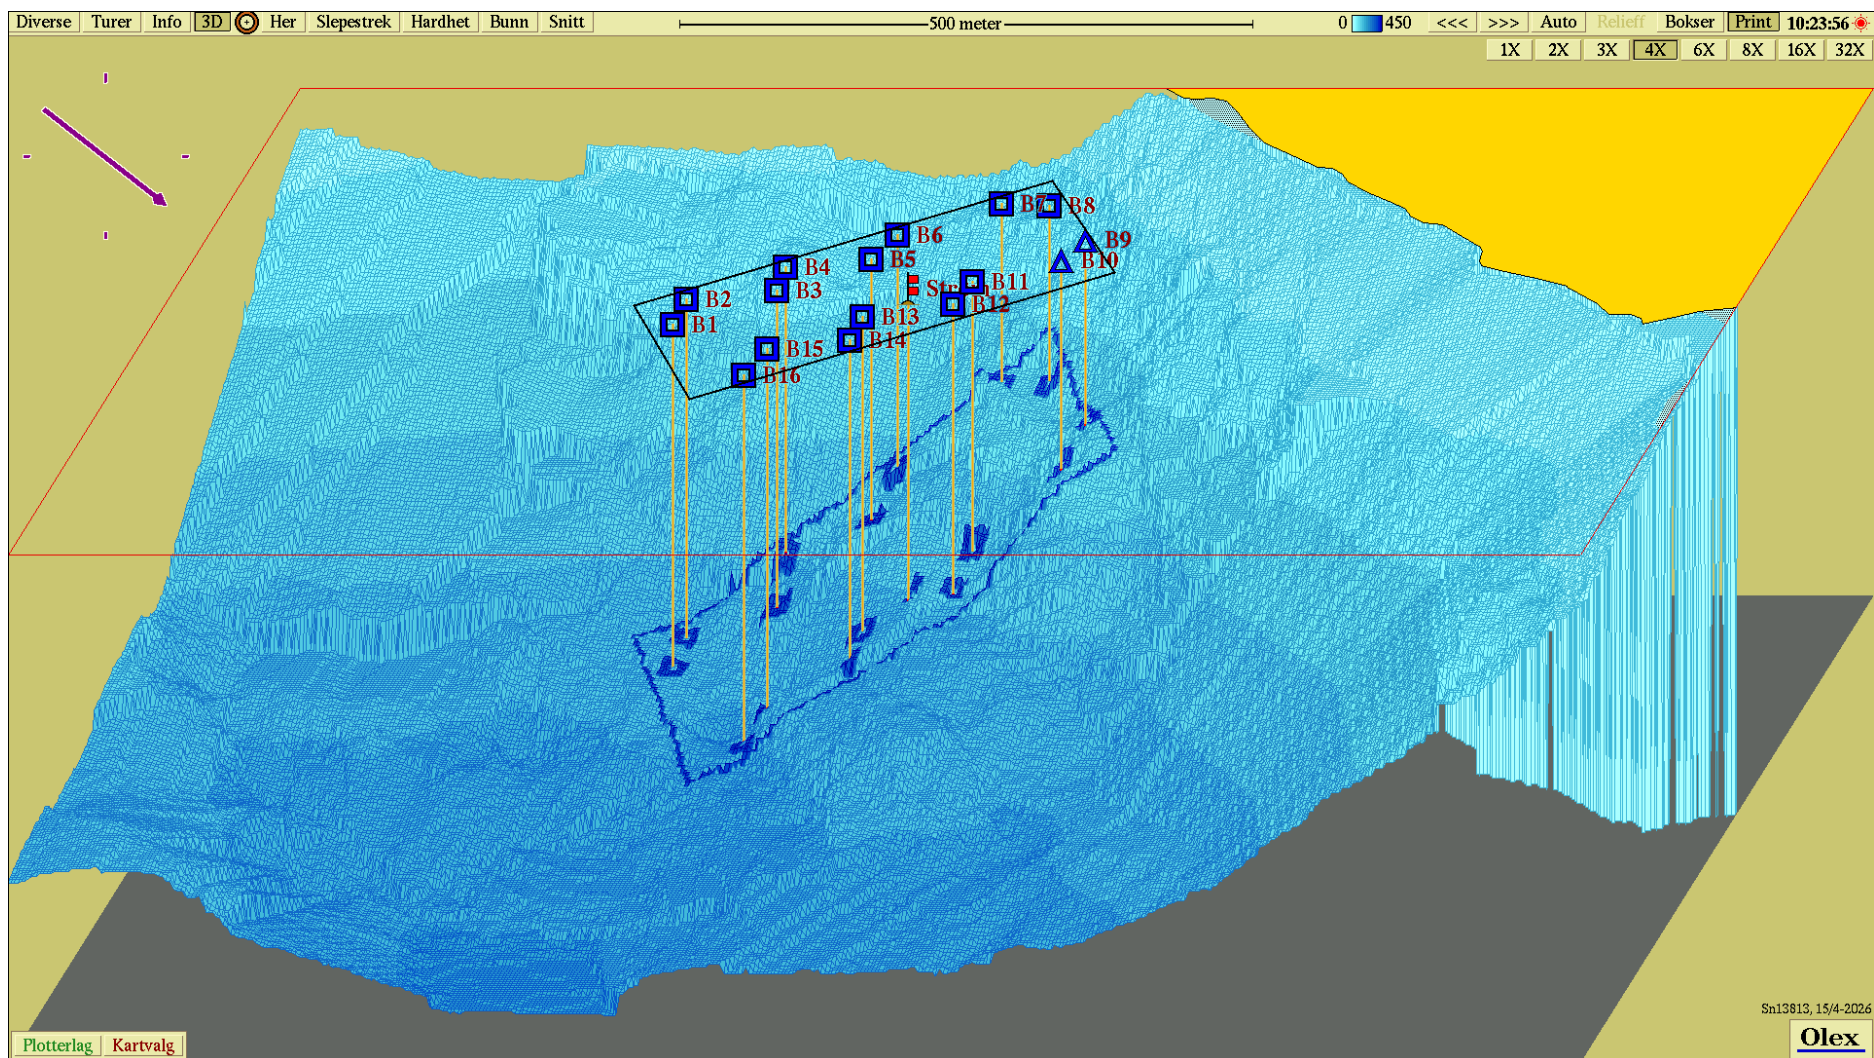 Diverse Turer Info 3D Her Slepestrek Hardhet Bunn Snitt 500 meter 0 450 <<< >>> Auto Relieff Bokser Print 10:23:56
1X 2X 3X 4X 6X 8X 16X 32X
B7 B8
B6 B9
B5 B10
B4
B3 B11
B2 B12
B1 B13
B14
B15
B16
Sn13813, 15/4-2026
Plotterlag Kartvalg Olex